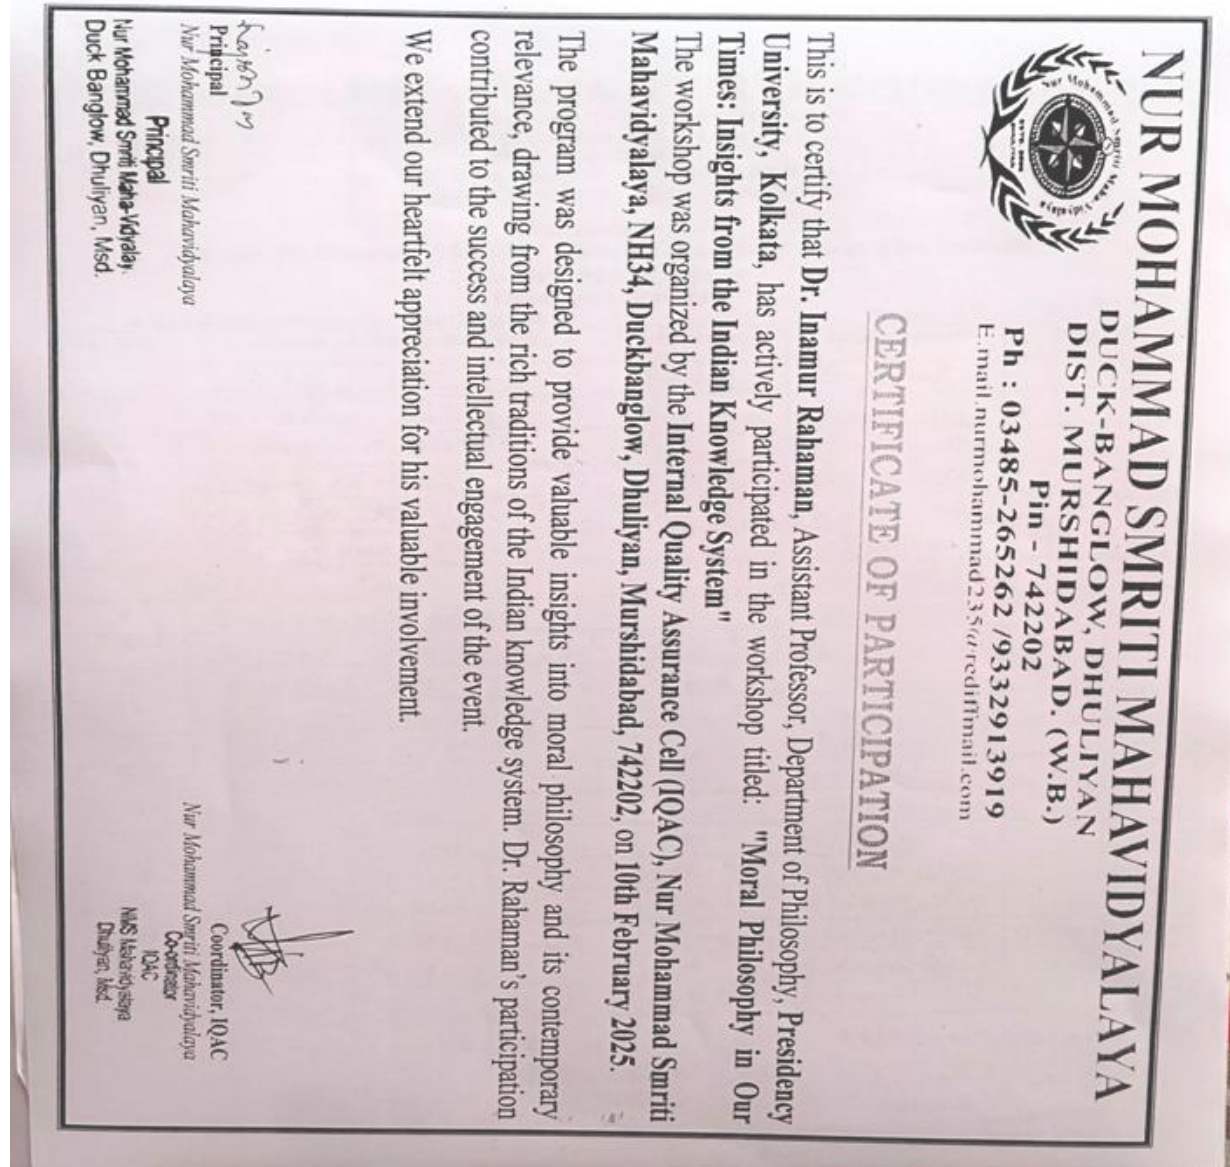 NUR MOHAMMAD SMRITI MAHAVIDYALAYA
DUCK-BANGLOW, DHULIYAN
DIST. MURSHIDABAD. (W.B.)
Pin - 742202
Ph : 03485-265262 /9332913919
E.mail.nurmohammad235@rediffmail.com
CERTIFICATE OF PARTICIPATION
This is to certify that Dr. Inamur Rahaman, Assistant Professor, Department of Philosophy, Presidency
University, Kolkata, has actively participated in the workshop titled: "Moral Philosophy in Our
Times: Insights from the Indian Knowledge System"
The workshop was organized by the Internal Quality Assurance Cell (IQAC), Nur Mohammad Smriti
Mahavidyalaya, NH34, Duckbanglow, Dhuliyan, Murshidabad, 742202, on 10th February 2025.
The program was designed to provide valuable insights into moral philosophy and its contemporary
relevance, drawing from the rich traditions of the Indian knowledge system. Dr. Rahaman's participation
contributed to the success and intellectual engagement of the event.
We extend our heartfelt appreciation for his valuable involvement.
Principal
Nur Mohammad Smriti Mahavidyalaya
Principal
Nur Mohammad Smriti Maha-Vidyalay.
Duck Banglow, Dhuliyan, Msd.
Coordinator, IQAC
Nur Mohammad Smriti Mahavidyalaya
Co-ordinator
IQAC
NMS Mahavidyalaya
Dhuliyan, Msd.